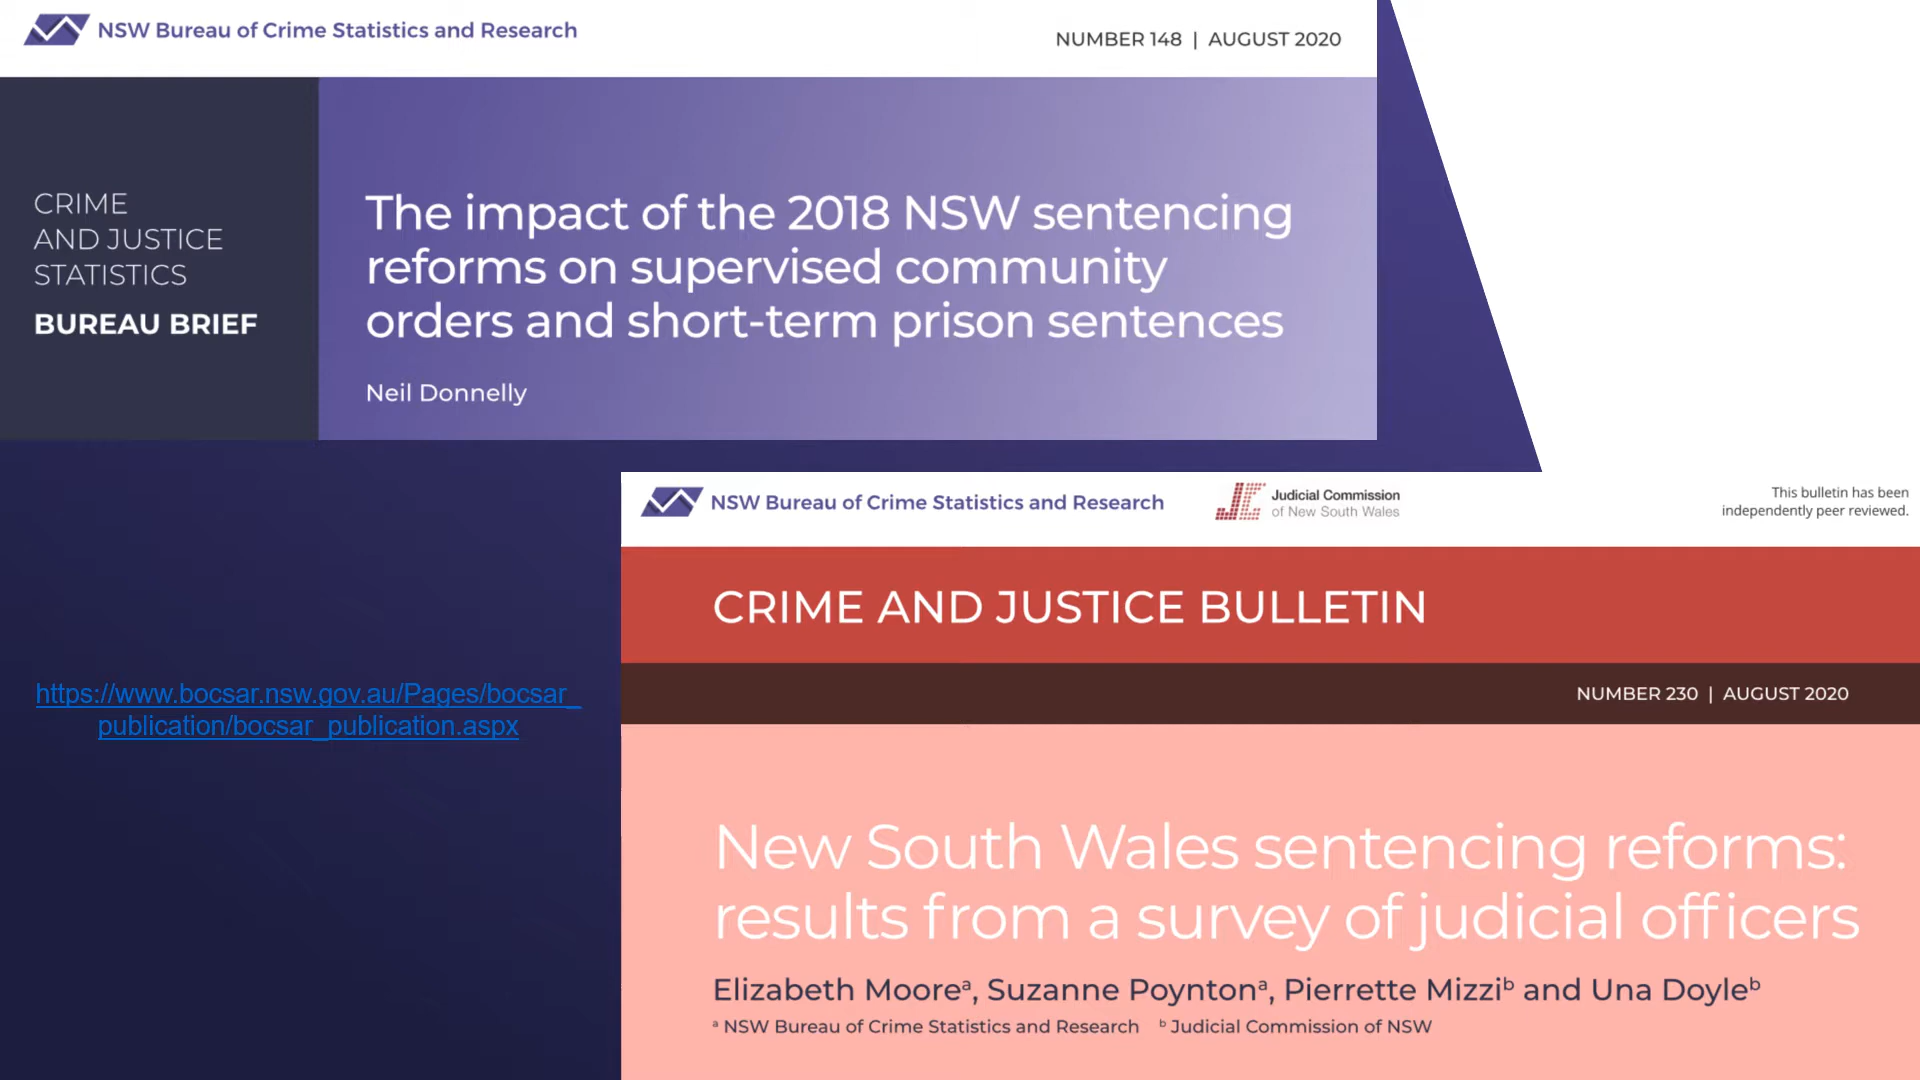 NSW Bureau of Crime Statistics and Research
NUMBER 148 | AUGUST 2020
CRIME
AND JUSTICE
STATISTICS
BUREAU BRIEF
The impact of the 2018 NSW sentencing
reforms on supervised community
orders and short-term prison sentences
Neil Donnelly
https://www.bocsar.nsw.gov.au/Pages/bocsar_
publication/bocsar_publication.aspx
NSW Bureau of Crime Statistics and Research
Judicial Commission
of New South Wales
This bulletin has been
independently peer reviewed.
CRIME AND JUSTICE BULLETIN
NUMBER 230 | AUGUST 2020
New South Wales sentencing reforms:
results from a survey of judicial officers
Elizabeth Mooreᵃ, Suzanne Poyntonᵃ, Pierrette Mizziᵇ and Una Doyleᵇ
ᵃ NSW Bureau of Crime Statistics and Research ᵇ Judicial Commission of NSW